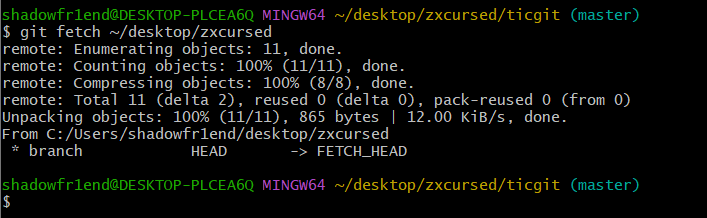 shadowfr1end@DESKTOP-PLCEA6Q MINGW64 ~/desktop/zxcursed/ticgit (master)
$ git fetch ~/desktop/zxcursed
remote: Enumerating objects: 11, done.
remote: Counting objects: 100% (11/11), done.
remote: Compressing objects: 100% (8/8), done.
remote: Total 11 (delta 2), reused 0 (delta 0), pack-reused 0 (from 0)
Unpacking objects: 100% (11/11), 865 bytes | 12.00 KiB/s, done.
From C:/Users/shadowfr1end/desktop/zxcursed
 * branch            HEAD       -> FETCH_HEAD
shadowfr1end@DESKTOP-PLCEA6Q MINGW64 ~/desktop/zxcursed/ticgit (master)
$